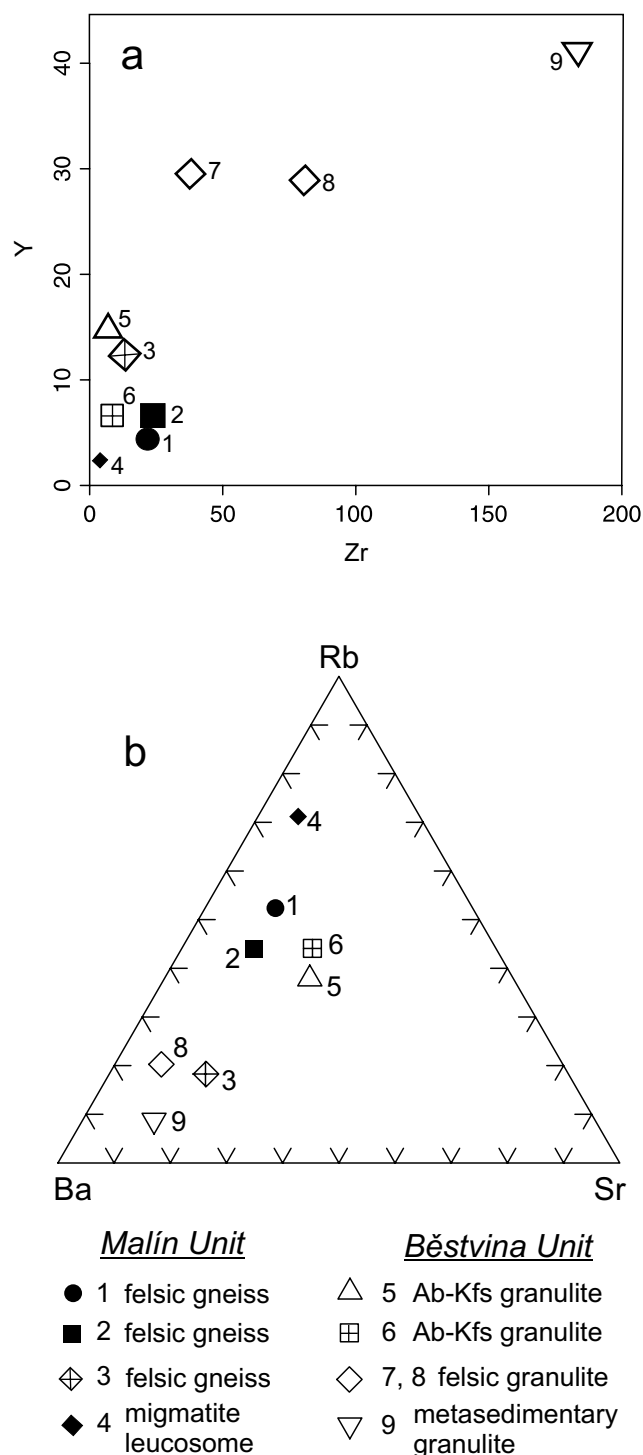 a
40
30
20
10
0
Y
9
7
8
5
3
6
2
1
4
0 50 100 150 200
Zr
Rb
b
4
1
2
6
5
8
3
9
Ba Sr
Malín Unit Běstvina Unit
1 felsic gneiss 5 Ab-Kfs granulite
2 felsic gneiss 6 Ab-Kfs granulite
3 felsic gneiss 7, 8 felsic granulite
4 migmatite leucosome 9 metasedimentary granulite